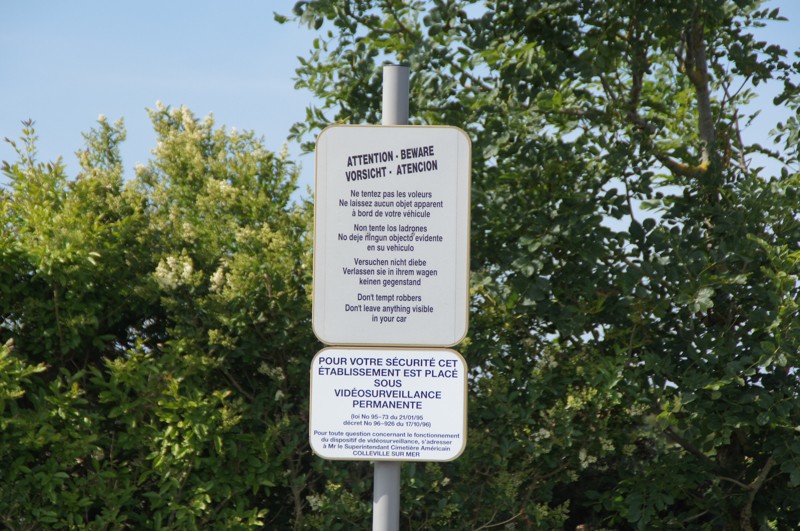 ATTENTION - BEWARE
VORSICHT - ATENCION
Ne tentez pas les voleurs
Ne laissez aucun objet apparent
à bord de votre véhicule
Non tente los ladrones
No deje ningun objecto evidente
en su vehiculo
Versuchen nicht diebe
Verlassen sie in ihrem wagen
keinen gegenstand
Don't tempt robbers
Don't leave anything visible
in your car
POUR VOTRE SÉCURITÉ CET
ÉTABLISSEMENT EST PLACÉ
SOUS
VIDÉOSURVEILLANCE
PERMANENTE
(loi No 95-73 du 21/01/95
décret No 96-926 du 17/10/96)
Pour toute question concernant le fonctionnement
du dispositif de vidéosurveillance, s'adresser
à Mr le Superintendant Cimetière Américain
COLLEVILLE SUR MER